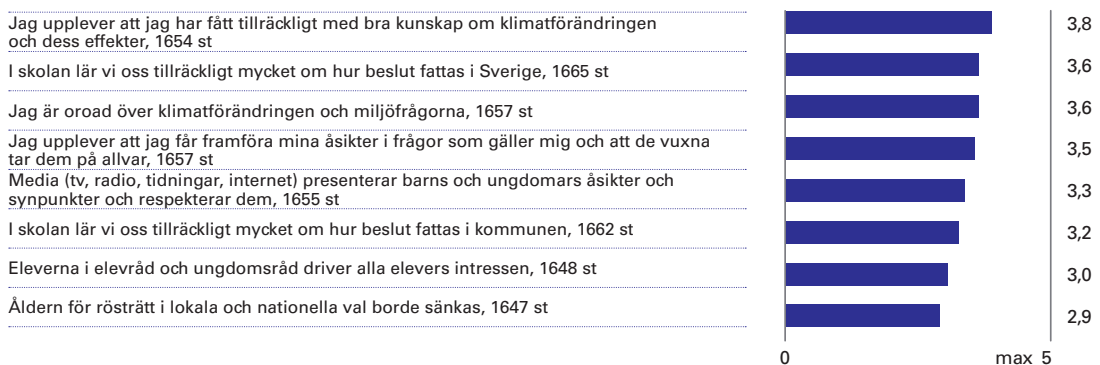 Jag upplever att jag har fått tillräckligt med bra kunskap om klimatförändringen
och dess effekter, 1654 st
3,8
I skolan lär vi oss tillräckligt mycket om hur beslut fattas i Sverige, 1665 st
3,6
Jag är oroad över klimatförändringen och miljöfrågorna, 1657 st
3,6
Jag upplever att jag får framföra mina åsikter i frågor som gäller mig och att de vuxna
tar dem på allvar, 1657 st
3,5
Media (tv, radio, tidningar, internet) presenterar barns och ungdomars åsikter och
synpunkter och respekterar dem, 1655 st
3,3
I skolan lär vi oss tillräckligt mycket om hur beslut fattas i kommunen, 1662 st
3,2
Eleverna i elevråd och ungdomsråd driver alla elevers intressen, 1648 st
3,0
Åldern för rösträtt i lokala och nationella val borde sänkas, 1647 st
2,9
0
max 5